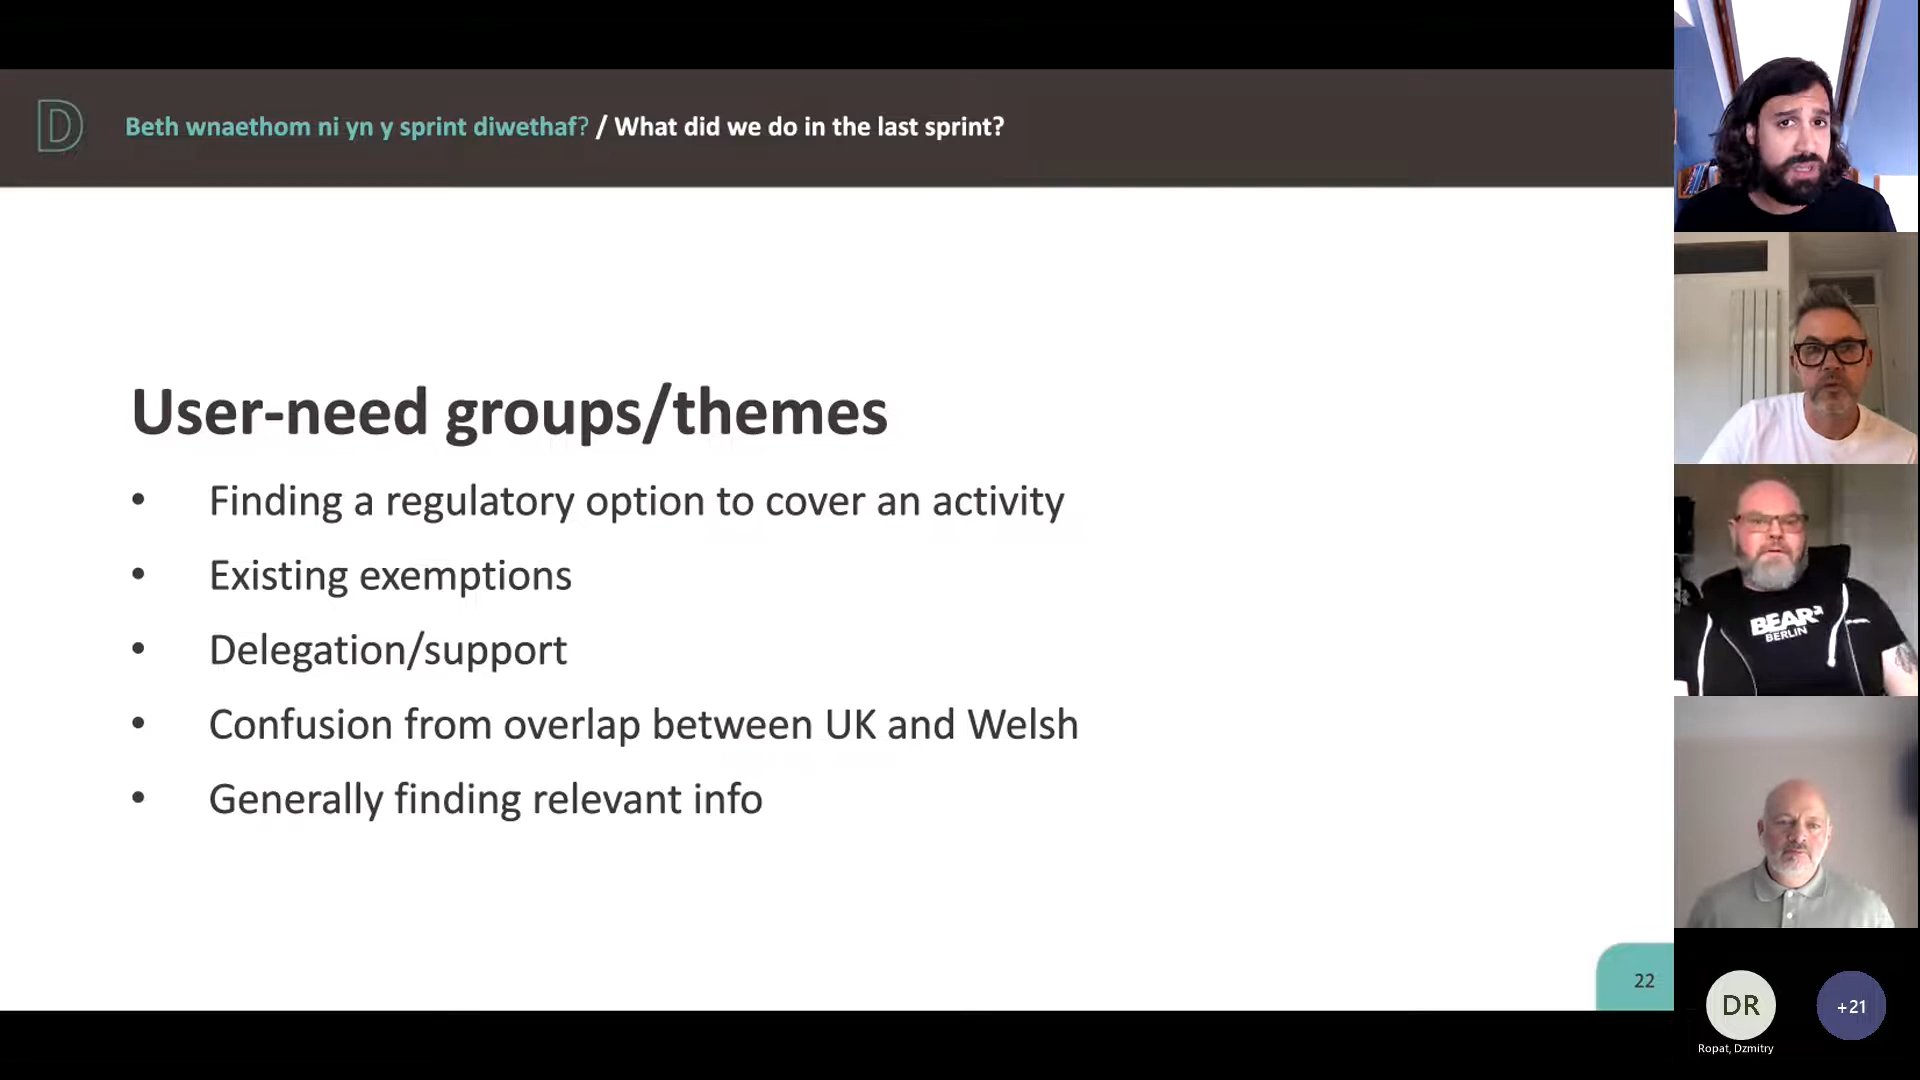 D
Beth wnaethom ni yn y sprint diwethaf? / What did we do in the last sprint?
User-need groups/themes
• Finding a regulatory option to cover an activity
• Existing exemptions
• Delegation/support
• Confusion from overlap between UK and Welsh
• Generally finding relevant info
22
BEAR
BERLIN
DR
+21
Ropat, Dzmitry